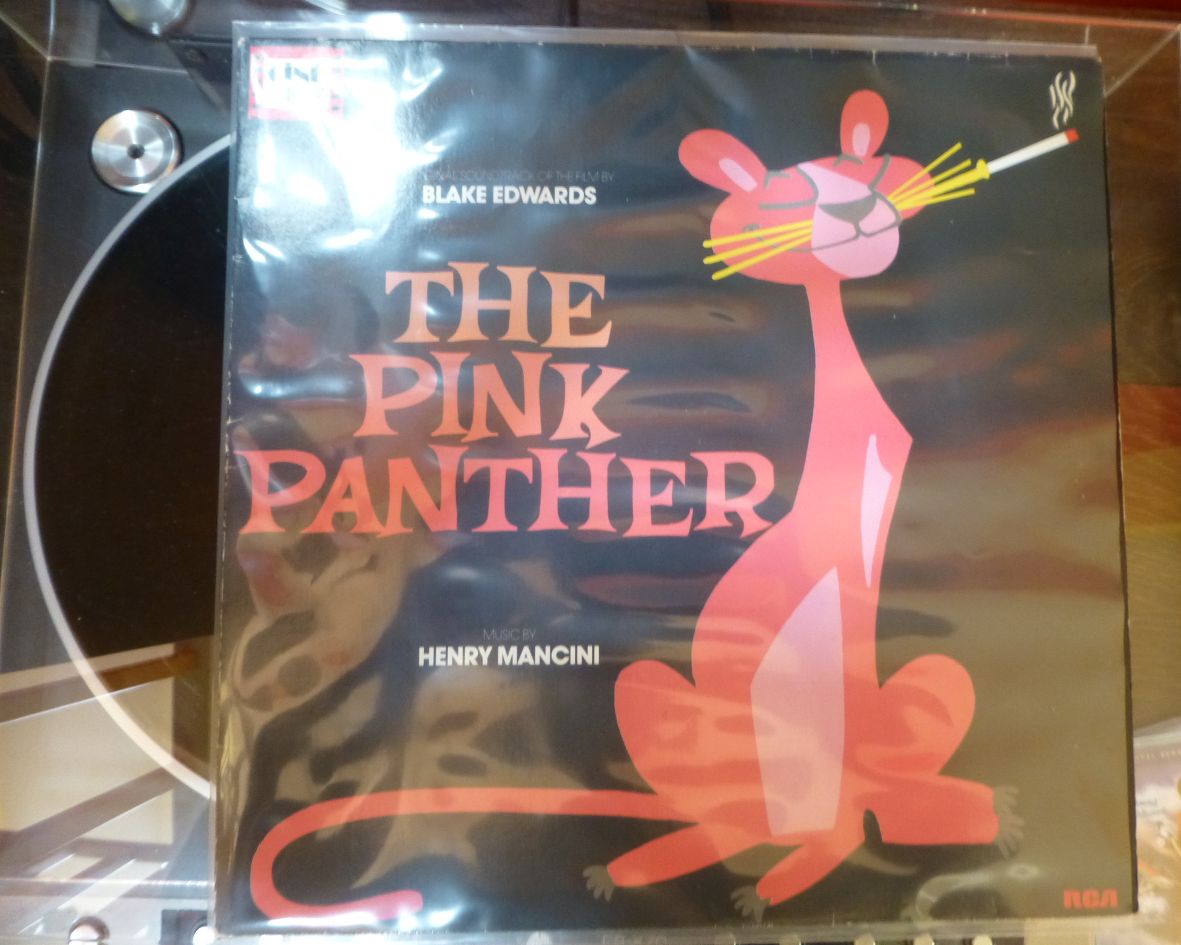 SOUNDTRACK OF THE FILM BY
BLAKE EDWARDS
THE
PINK
PANTHER
MUSIC BY
HENRY MANCINI
RCA